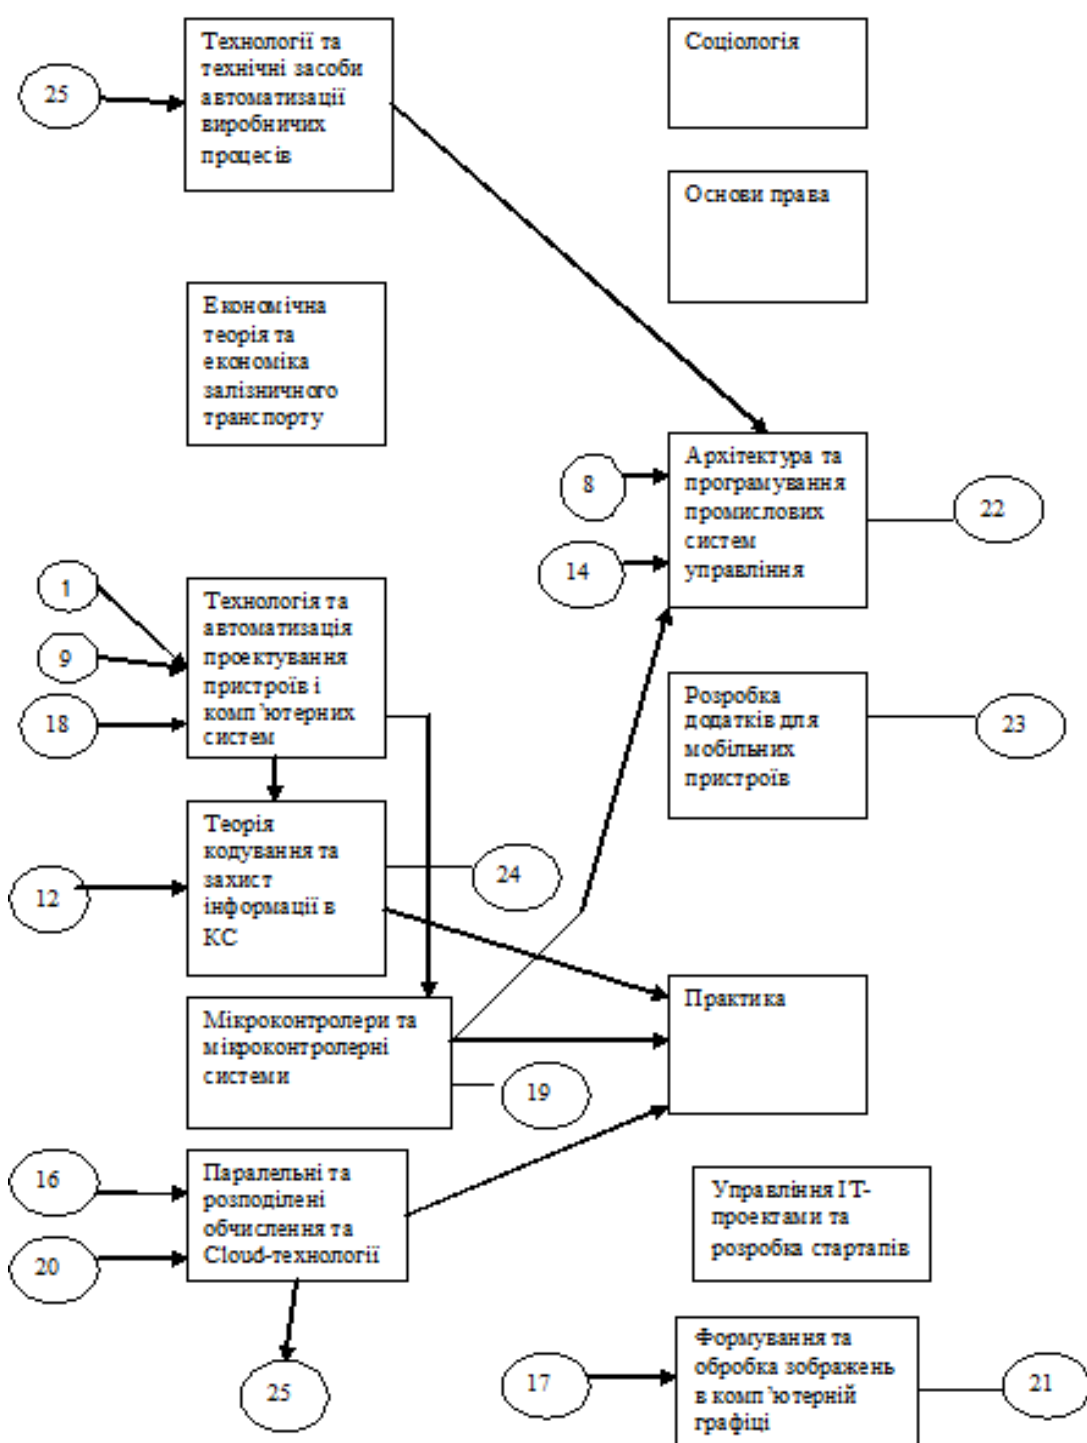 Технології та
технічні засоби
автоматизації
виробничих
процесів
25
Соціологія
Основи права
Економічна
теорія та
економіка
залізничного
транспорту
8
14
Архітектура та
програмування
промислових
систем
управління
22
1
9
18
Технологія та
автоматизація
проектування
пристроїв і
комп'ютерних
систем
Розробка
додатків для
мобільних
пристроїв
23
12
Теорія
кодування та
захист
інформації в
КС
24
Мікроконтролери та
мікроконтролерні
системи
19
Практика
16
20
Паралельні та
розподілені
обчислення та
Cloud-технології
25
Управління ІТ-
проектами та
розробка стартапів
17
Формування та
обробка зображень
в комп'ютерній
графіці
21